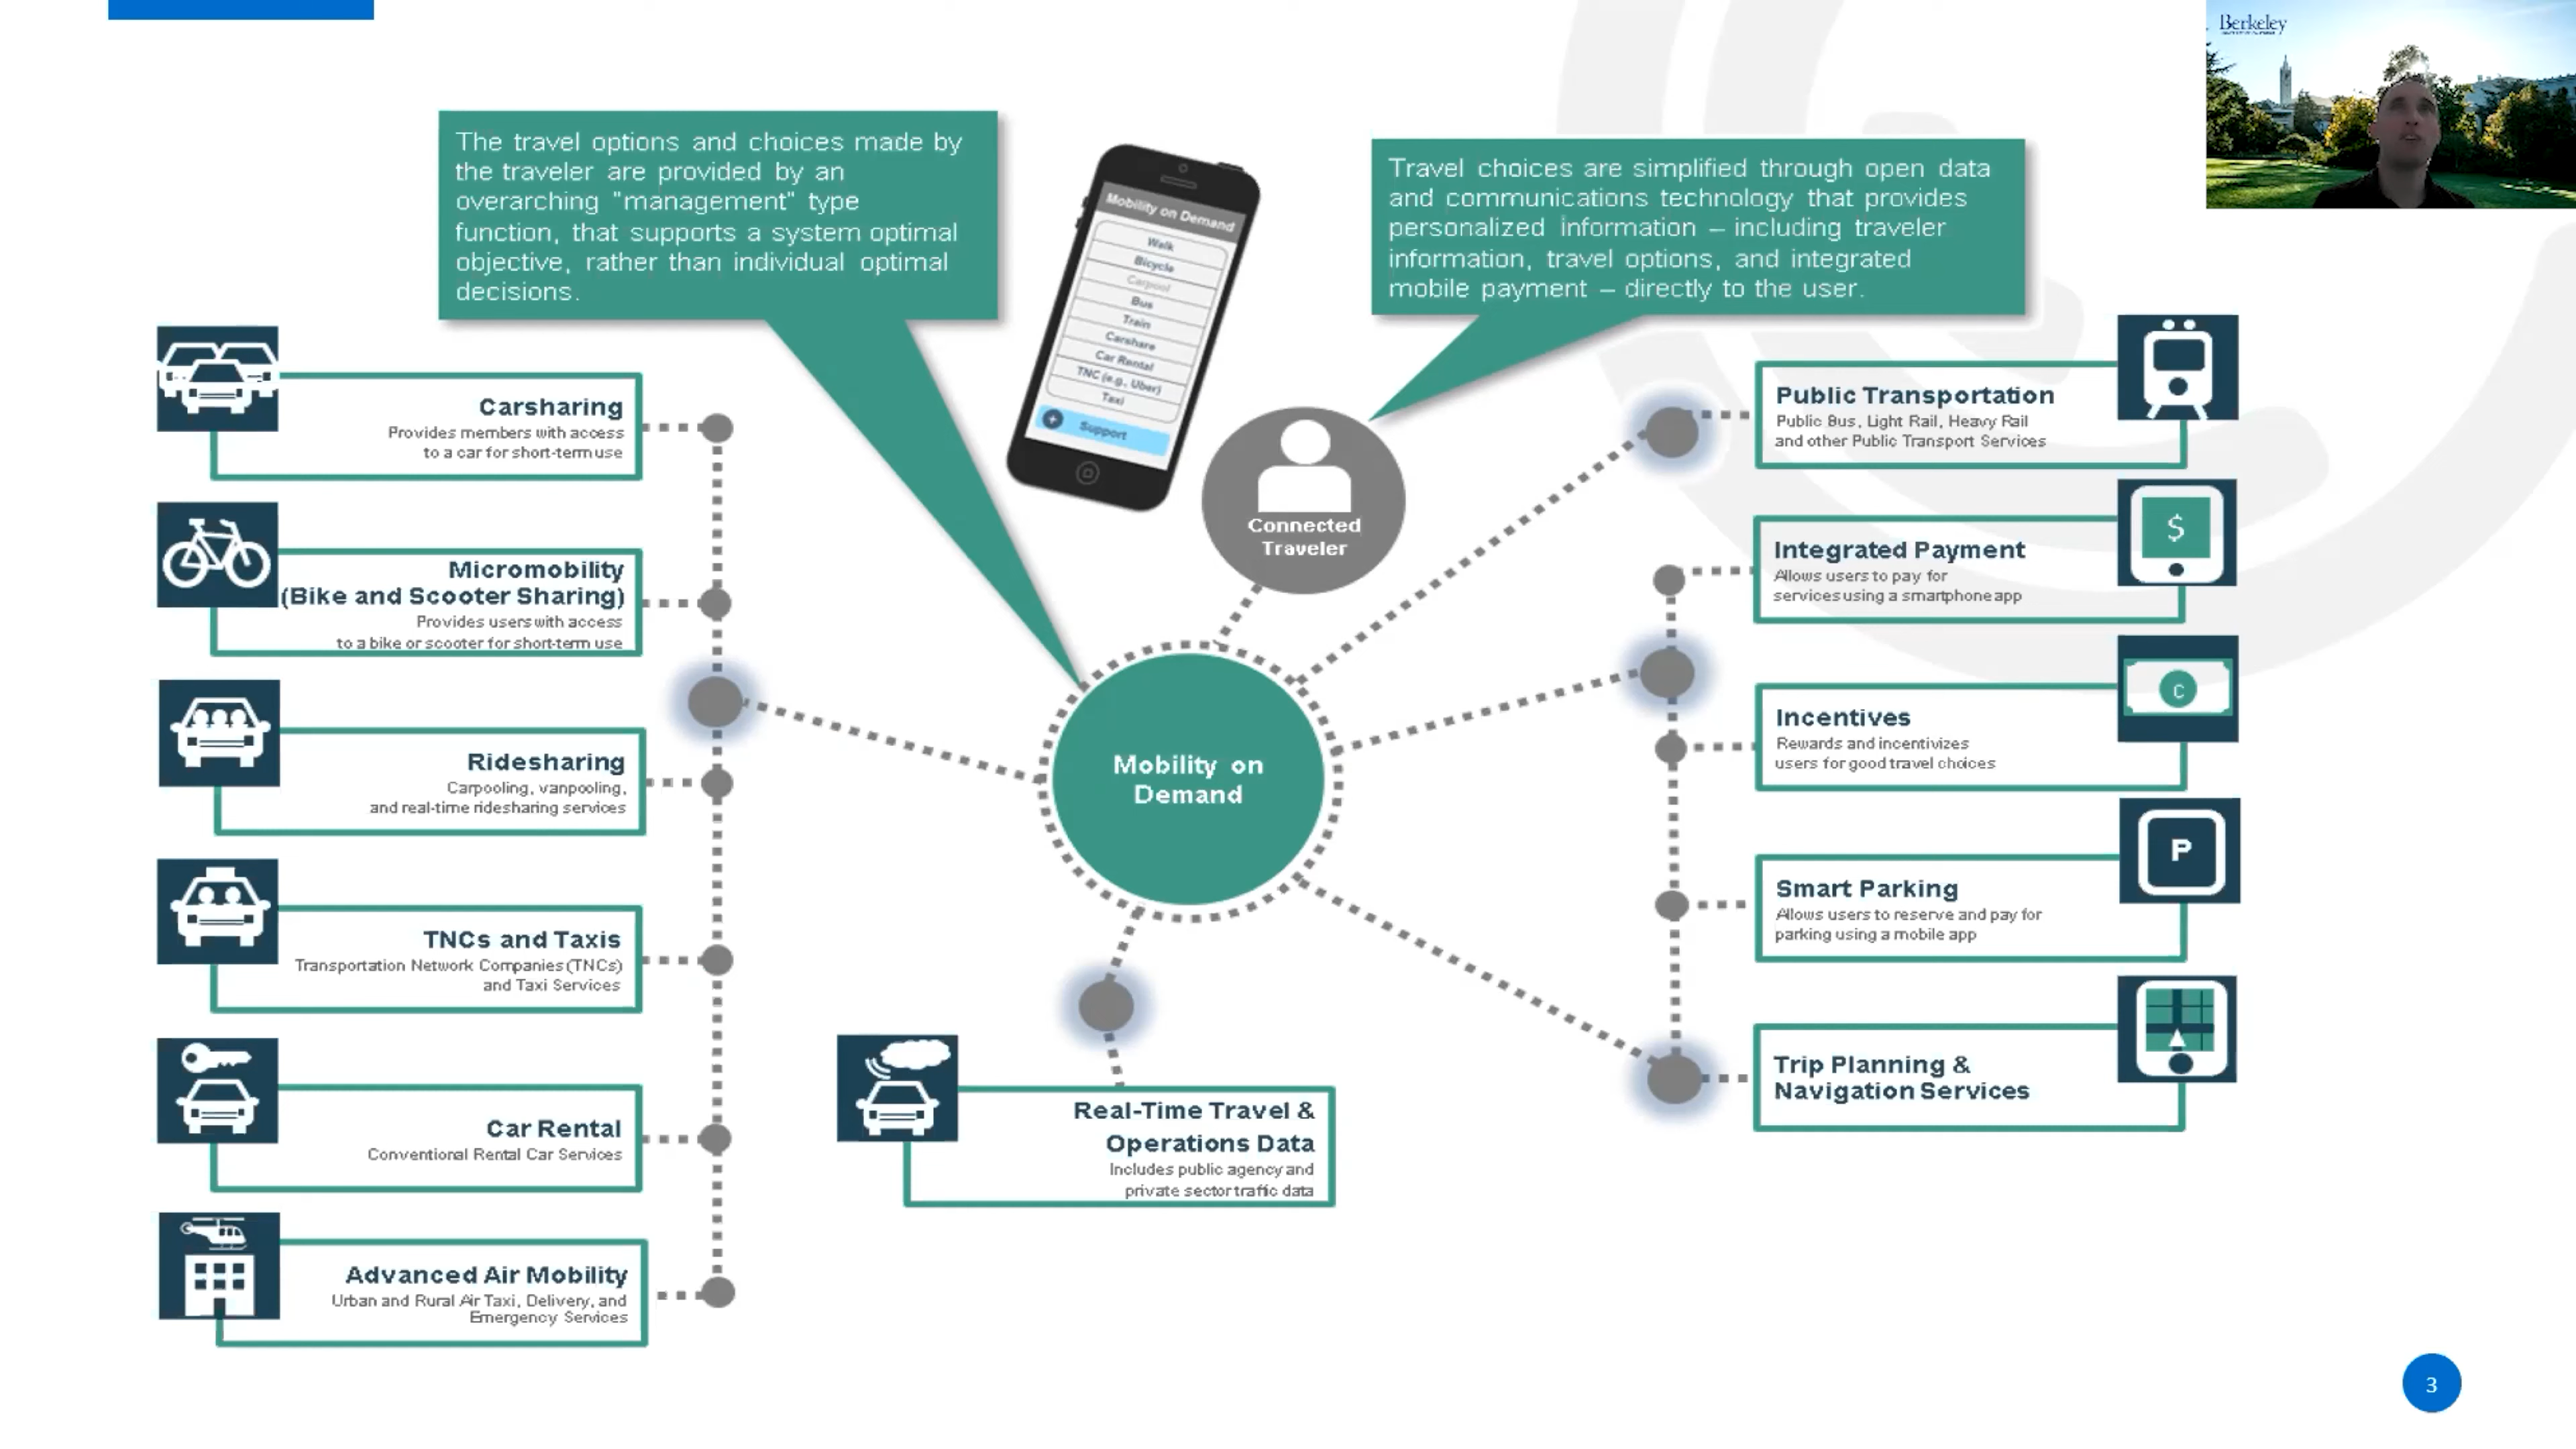 Berkeley
The travel options and choices made by
the traveler are provided by an
overarching "management" type
function, that supports a system optimal
objective, rather than individual optimal
decisions.
Mobility on Demand
Walk
Bicycle
Carpool
Bus
Train
Carshare
Car Rental
TNC (e.g., Uber)
Taxi
Support
Travel choices are simplified through open data
and communications technology that provides
personalized information – including traveler
information, travel options, and integrated
mobile payment – directly to the user.
Connected
Traveler
Carsharing
Provides members with access
to a car for short-term use
Micromobility
(Bike and Scooter Sharing)
Provides users with access
to a bike or scooter for short-term use
Ridesharing
Carpooling, vanpooling,
and real-time ridesharing services
TNCs and Taxis
Transportation Network Companies (TNCs)
and Taxi Services
Car Rental
Conventional Rental Car Services
Advanced Air Mobility
Urban and Rural Air Taxi, Delivery, and
Emergency Services
Mobility on
Demand
Real-Time Travel &
Operations Data
Includes public agency and
private sector traffic data
Public Transportation
Public Bus, Light Rail, Heavy Rail
and other Public Transport Services
$
Integrated Payment
Allows users to pay for
services using a smartphone app
C
Incentives
Rewards and incentivizes
users for good travel choices
P
Smart Parking
Allows users to reserve and pay for
parking using a mobile app
Trip Planning &
Navigation Services
3